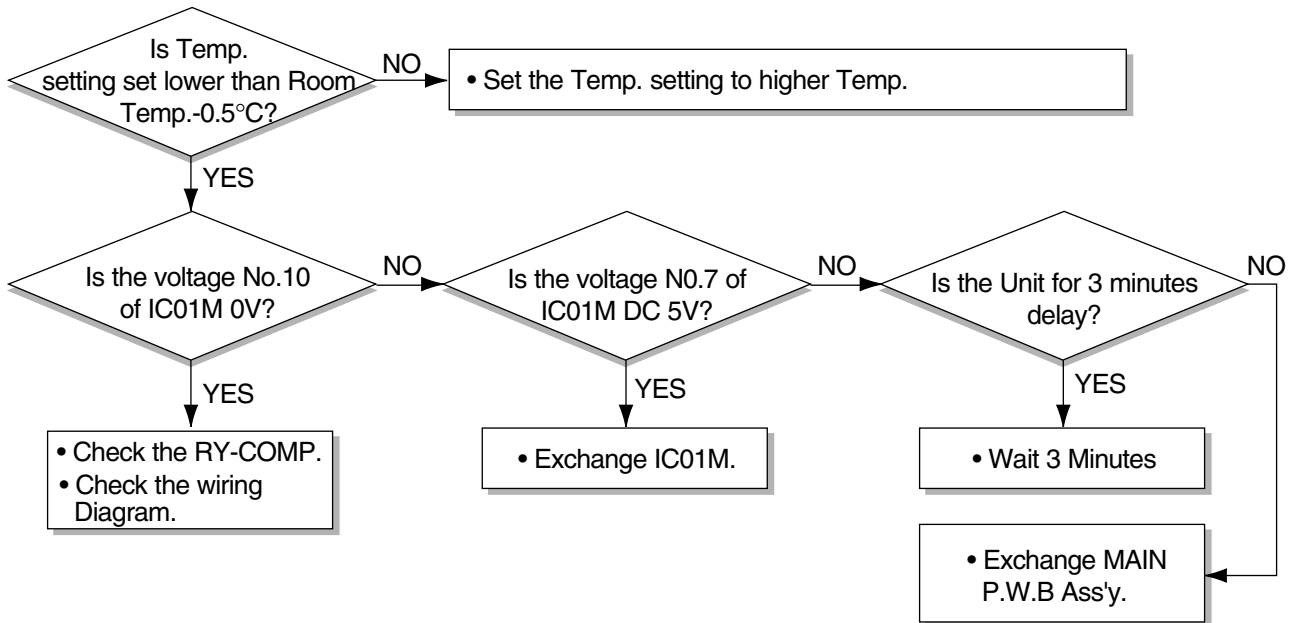 Is Temp.
setting set lower than Room
Temp.-0.5°C?
NO
• Set the Temp. setting to higher Temp.
YES
Is the voltage No.10
of IC01M 0V?
NO
Is the voltage N0.7 of
IC01M DC 5V?
NO
Is the Unit for 3 minutes
delay?
NO
YES
YES
YES
• Check the RY-COMP.
• Check the wiring
Diagram.
• Exchange IC01M.
• Wait 3 Minutes
• Exchange MAIN
P.W.B Ass'y.